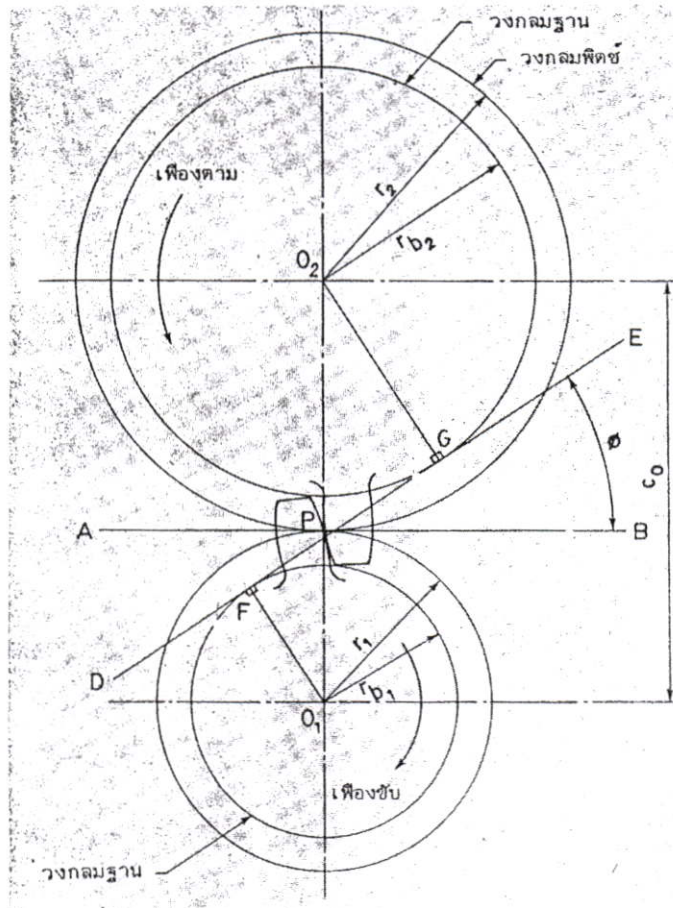 วงกลมฐาน
วงกลมพิตช์
เฟืองตาม
r2
rb2
O2
E
G
ø
c0
A
P
B
F
r1
D
rb1
O1
เฟืองขับ
วงกลมฐาน